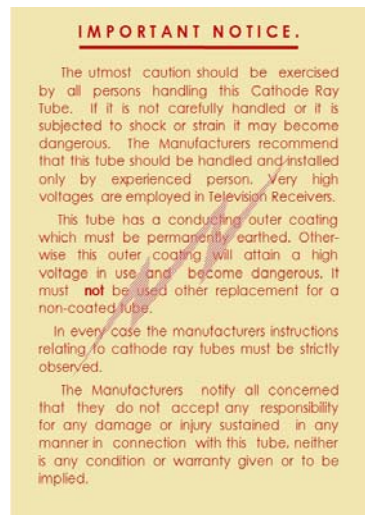 IMPORTANT NOTICE.
The utmost caution should be exercised
by all persons handling this Cathode Ray
Tube. If it is not carefully handled or it is
subjected to shock or strain it may become
dangerous. The Manufacturers recommend
that this tube should be handled and installed
only by experienced person. Very high
voltages are employed in Television Receivers.
This tube has a conducting outer coating
which must be permanently earthed. Other-
wise this outer coating will attain a high
voltage in use and become dangerous. It
must not be used other replacement for a
non-coated tube.
In every case the manufacturers instructions
relating to cathode ray tubes must be strictly
observed.
The Manufacturers notify all concerned
that they do not accept any responsibility
for any damage or injury sustained in any
manner in connection with this tube, neither
is any condition or warranty given or to be
implied.